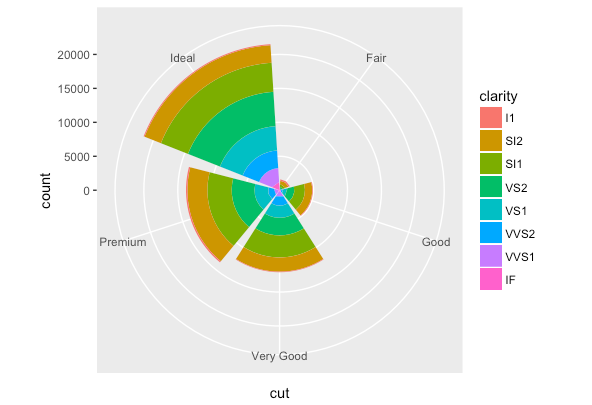 Ideal
Fair
20000
15000
10000
5000
0
count
Premium
Good
Very Good
cut
clarity
I1
SI2
SI1
VS2
VS1
VVS2
VVS1
IF